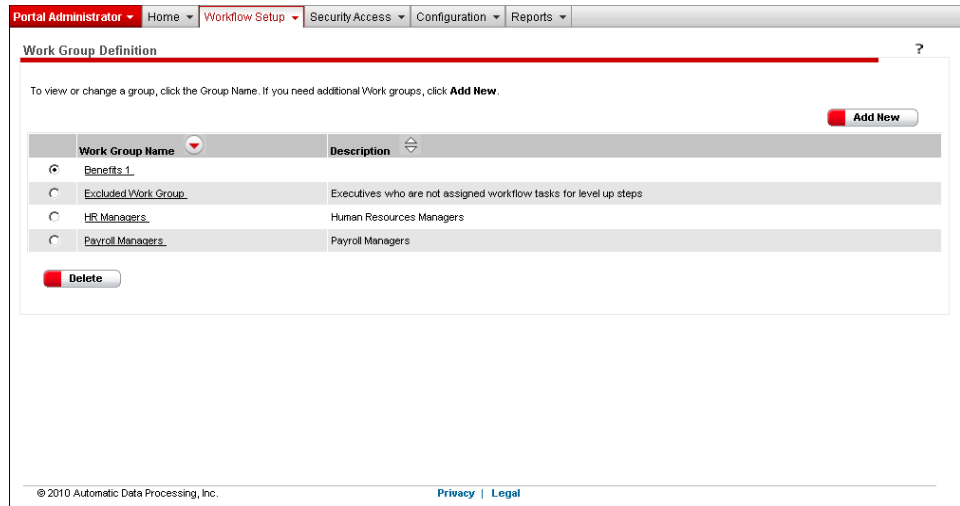 Portal Administrator Home Workflow Setup Security Access Configuration Reports
Work Group Definition ?
To view or change a group, click the Group Name. If you need additional Work groups, click Add New.
Add New
Work Group Name Description
Benefits 1
Excluded Work Group Executives who are not assigned workflow tasks for level up steps
HR Managers Human Resources Managers
Payroll Managers Payroll Managers
Delete
© 2010 Automatic Data Processing, Inc. Privacy | Legal